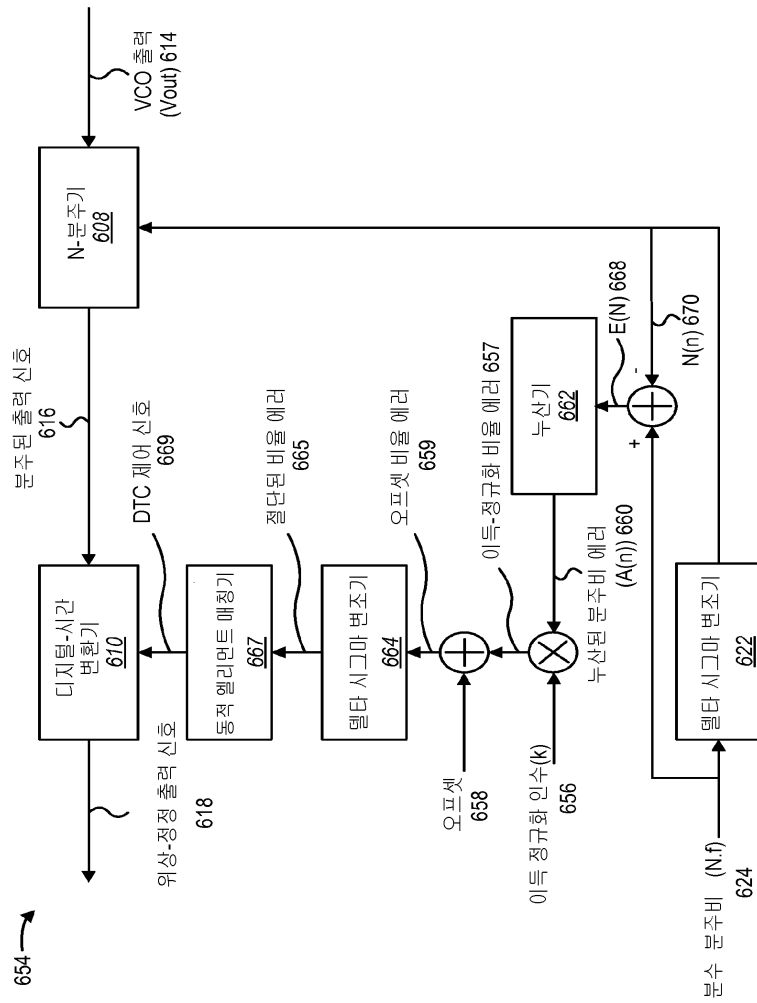 654
VCO 출력
(Vout) 614
N-분주기
608
분주된 출력 신호
616
디지털-시간
변환기
610
위상-정정 출력 신호
618
DTC 제어 신호
669
동적 엘리먼트 매칭기
667
절단된 비율 에러
665
델타 시그마 변조기
664
오프셋 비율 에러
659
오프셋
658
이득-정규화 비율 에러 657
이득 정규화 인수(k)
656
누산된 분주비 에러
(A(n)) 660
누산기
662
E(N) 668
N(n) 670
+
-
델타 시그마 변조기
622
분수 분주비 (N.f)
624